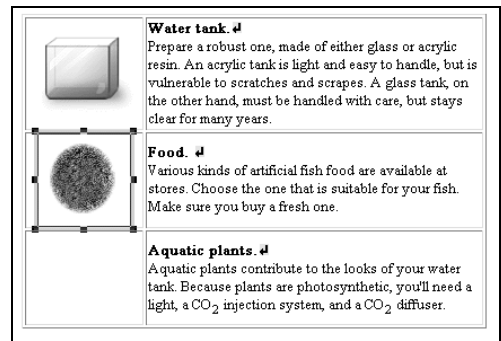 Water tank.↵
Prepare a robust one, made of either glass or acrylic
resin. An acrylic tank is light and easy to handle, but is
vulnerable to scratches and scrapes. A glass tank, on
the other hand, must be handled with care, but stays
clear for many years.
Food. ↵
Various kinds of artificial fish food are available at
stores. Choose the one that is suitable for your fish.
Make sure you buy a fresh one.
Aquatic plants.↵
Aquatic plants contribute to the looks of your water
tank. Because plants are photosynthetic, you'll need a
light, a CO₂ injection system, and a CO₂ diffuser.